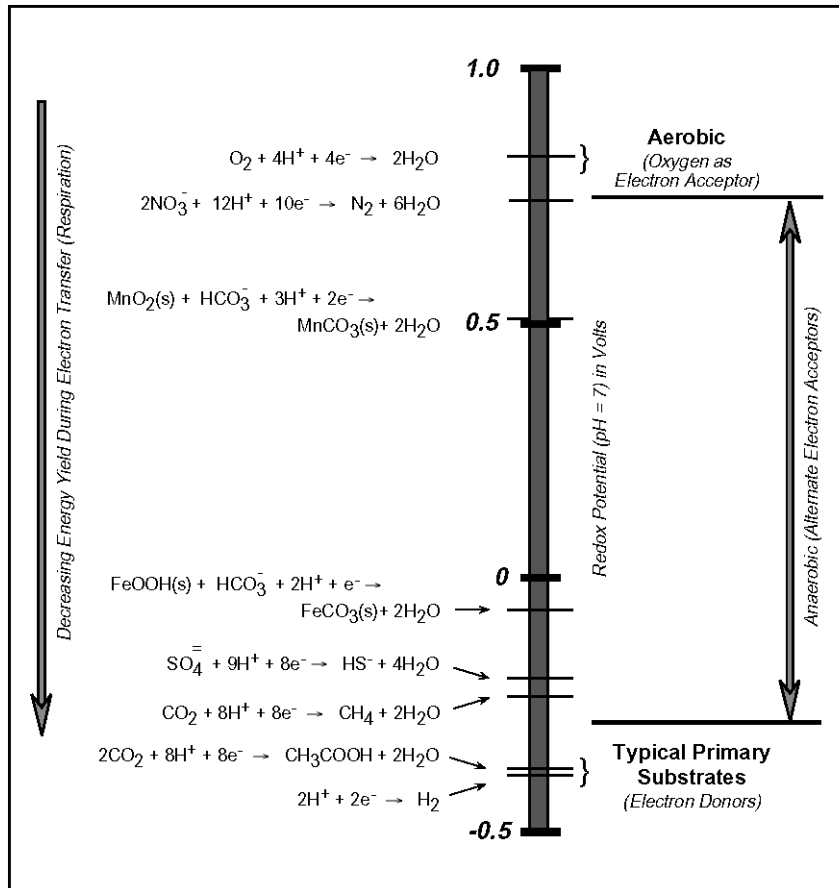 1.0
Aerobic
(Oxygen as
Electron Acceptor)
O₂ + 4H⁺ + 4e⁻ → 2H₂O
2NO₃⁻ + 12H⁺ + 10e⁻ → N₂ + 6H₂O
MnO₂(s) + HCO₃⁻ + 3H⁺ + 2e⁻ →
MnCO₃(s) + 2H₂O
0.5
Decreasing Energy Yield During Electron Transfer (Respiration)
Redox Potential (pH = 7) in Volts
Anaerobic (Alternate Electron Acceptors)
0
FeOOH(s) + HCO₃⁻ + 2H⁺ + e⁻ →
FeCO₃(s) + 2H₂O →
SO₄⁼ + 9H⁺ + 8e⁻ → HS⁻ + 4H₂O
CO₂ + 8H⁺ + 8e⁻ → CH₄ + 2H₂O
2CO₂ + 8H⁺ + 8e⁻ → CH₃COOH + 2H₂O
2H⁺ + 2e⁻ → H₂
Typical Primary
Substrates
(Electron Donors)
-0.5